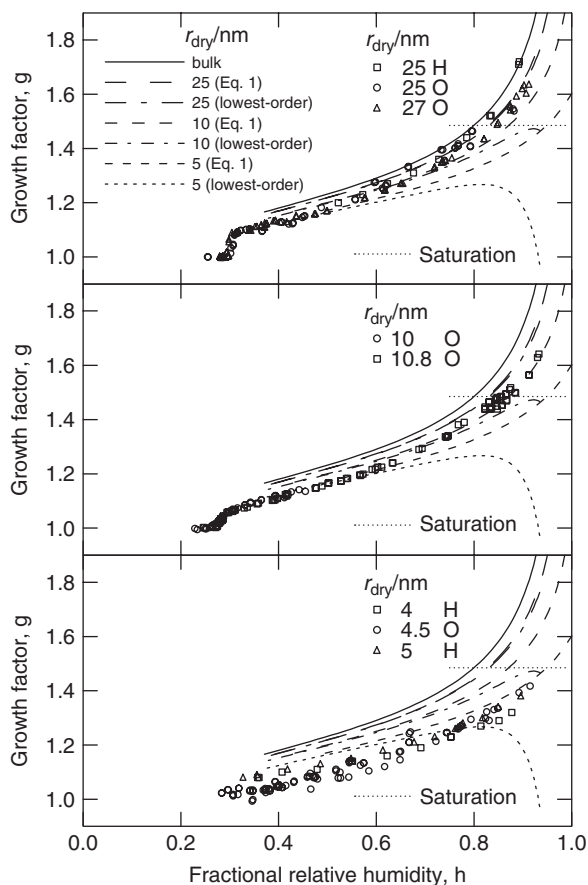 1.8
1.6
1.4
1.2
1.0
Growth factor, g
r_dry/nm
bulk
25 (Eq. 1)
25 (lowest-order)
10 (Eq. 1)
10 (lowest-order)
5 (Eq. 1)
5 (lowest-order)
r_dry/nm
25 H
25 O
27 O
Saturation
1.8
1.6
1.4
1.2
1.0
Growth factor, g
r_dry/nm
10 O
10.8 O
Saturation
1.8
1.6
1.4
1.2
1.0
Growth factor, g
r_dry/nm
4 H
4.5 O
5 H
Saturation
0.0 0.2 0.4 0.6 0.8 1.0
Fractional relative humidity, h